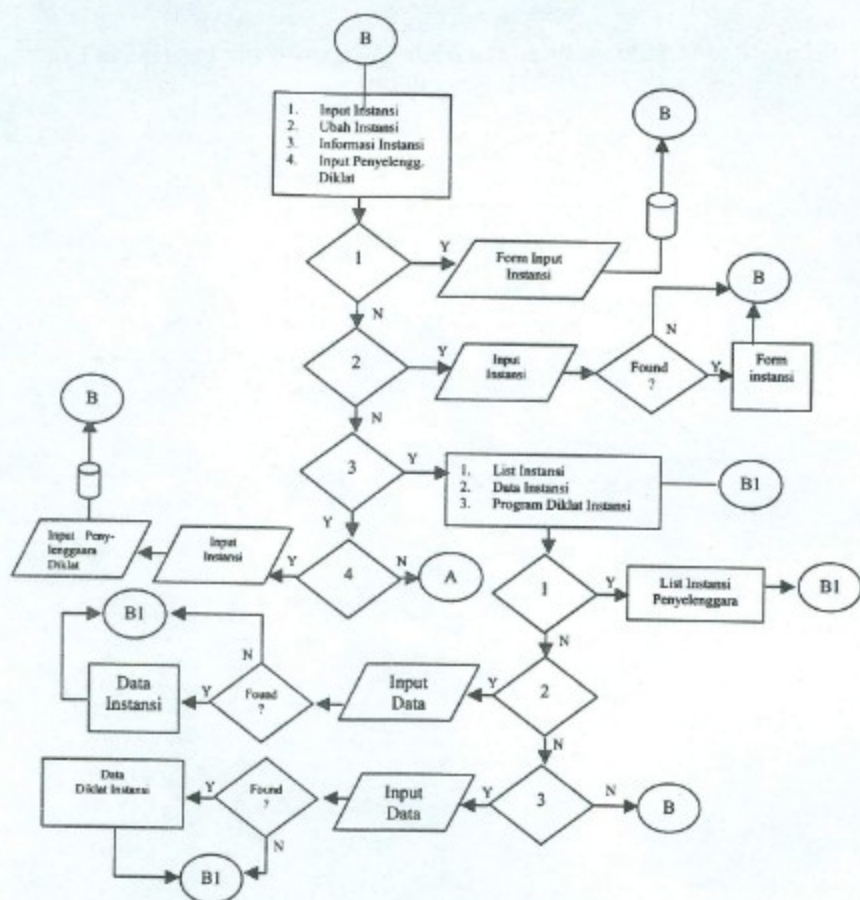 B
1. Input Instansi
2. Ubah Instansi
3. Informasi Instansi
4. Input Penyelengg.
Diklat
B
1
Y
Form Input
Instansi
N
B
2
Y
Input
Instansi
Found
?
N
Y
Form
instansi
N
B
3
Y
1. List Instansi
2. Data Instansi
3. Program Diklat Instansi
B1
Y
Input Peny-
lenggaara
Diklat
Input
Instansi
Y
4
N
A
1
Y
List Instansi
Penyelenggara
B1
N
B1
N
Data
Instansi
Y
Found
?
Input
Data
Y
2
N
Data
Diklat Instansi
Y
Found
?
Input
Data
Y
3
N
B
N
B1